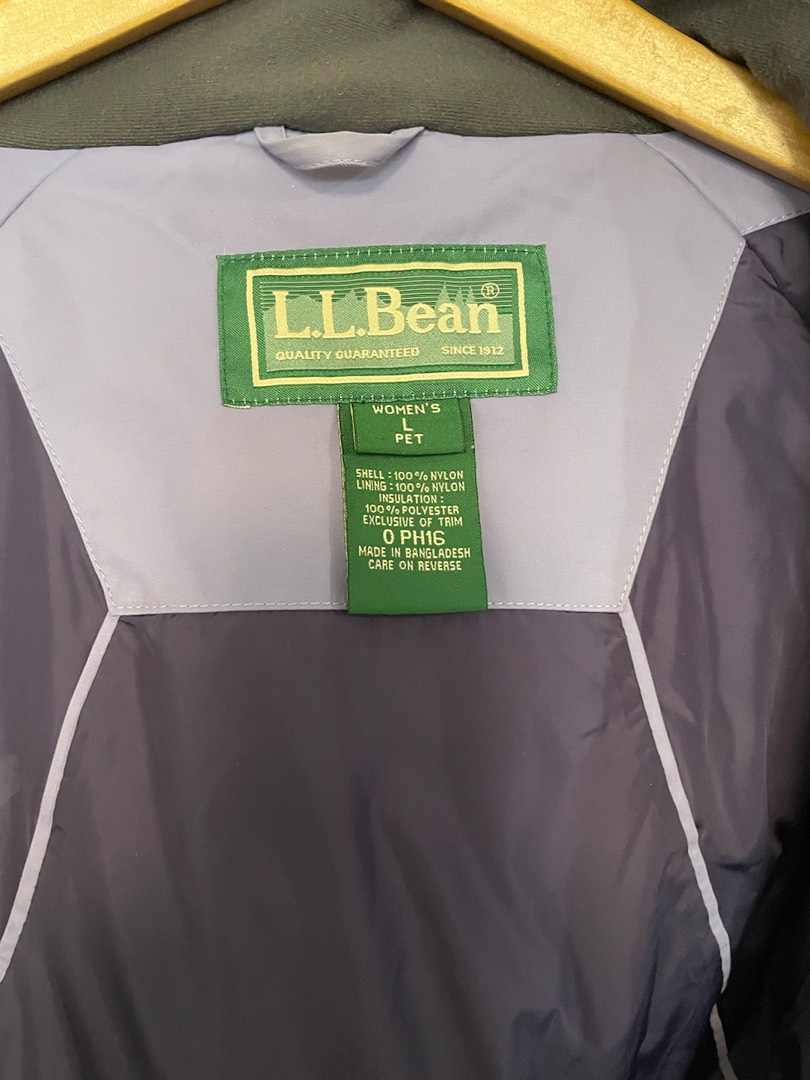 L.L.Bean®
QUALITY GUARANTEED SINCE 1912
WOMEN'S
L
PET
SHELL : 100% NYLON
LINING : 100% NYLON
INSULATION :
100% POLYESTER
EXCLUSIVE OF TRIM
0 PH16
MADE IN BANGLADESH
CARE ON REVERSE